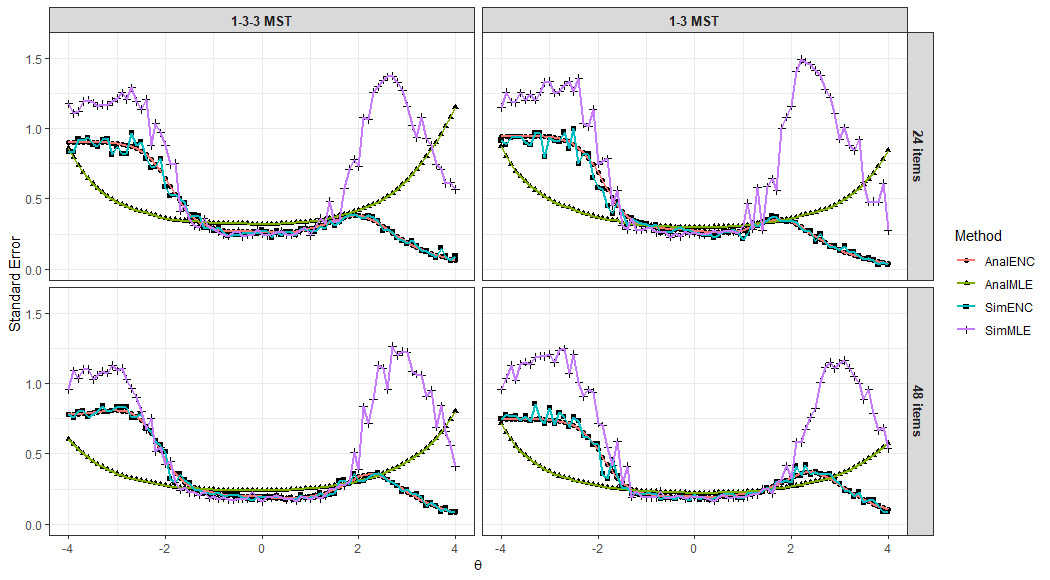 1-3-3 MST
1-3 MST
1.5
1.0
0.5
0.0
24 items
1.5
1.0
0.5
0.0
48 items
Standard Error
-4 -2 0 2 4
-4 -2 0 2 4
θ
Method
AnalENC
AnalMLE
SimENC
SimMLE